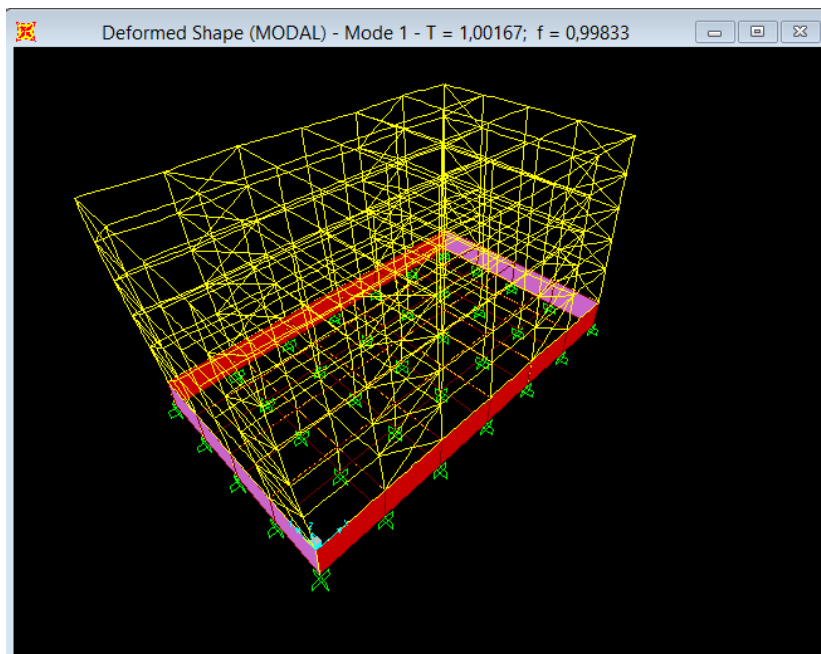 Deformed Shape (MODAL) - Mode 1 - T = 1,00167; f = 0,99833